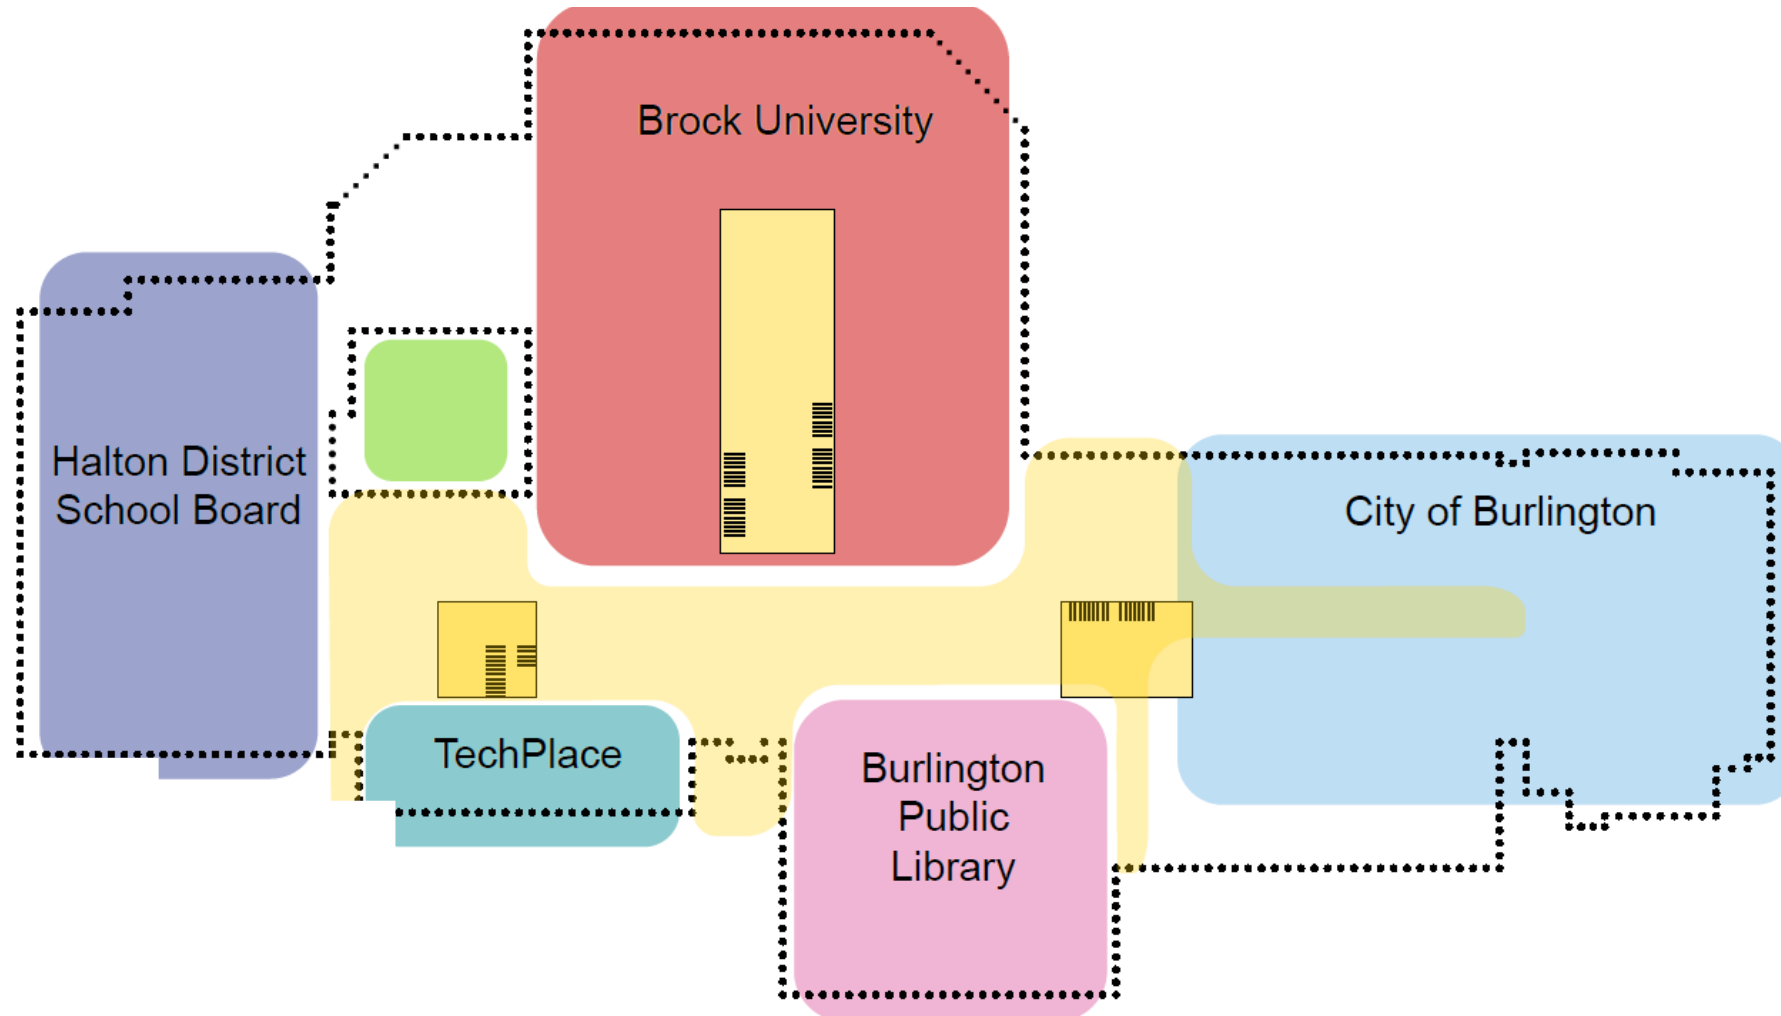 Brock University
Halton District
School Board
City of Burlington
TechPlace
Burlington
Public
Library